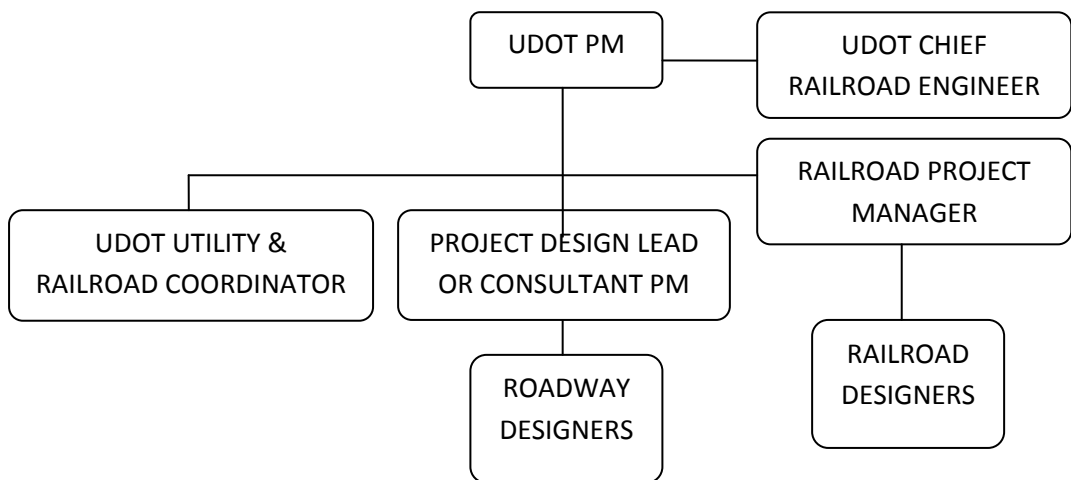 UDOT PM
UDOT CHIEF
RAILROAD ENGINEER
RAILROAD PROJECT
MANAGER
UDOT UTILITY &
RAILROAD COORDINATOR
PROJECT DESIGN LEAD
OR CONSULTANT PM
ROADWAY
DESIGNERS
RAILROAD
DESIGNERS